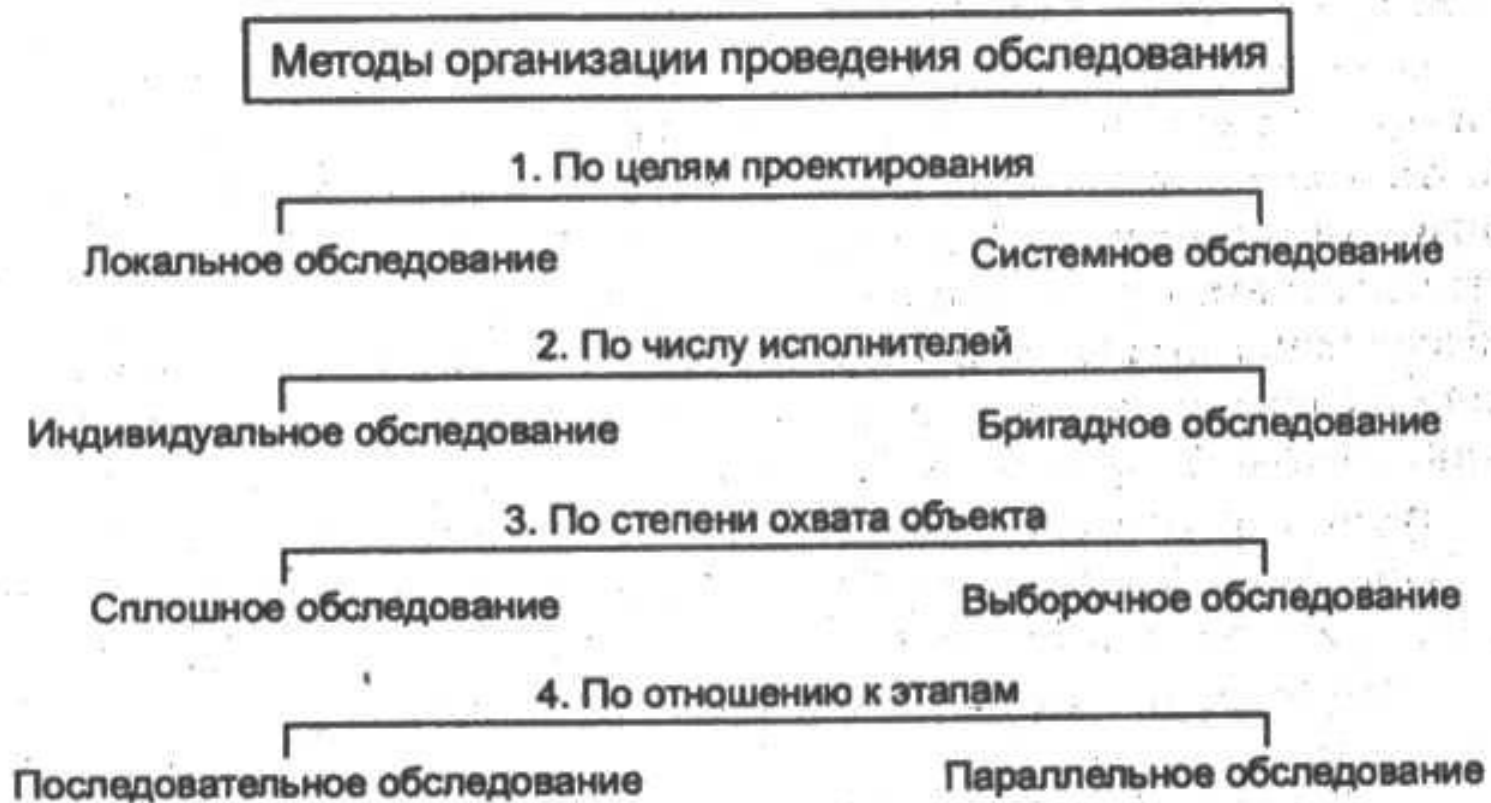 Методы организации проведения обследования
1. По целям проектирования
Локальное обследование Системное обследование
2. По числу исполнителей
Индивидуальное обследование Бригадное обследование
3. По степени охвата объекта
Сплошное обследование Выборочное обследование
4. По отношению к этапам
Последовательное обследование Параллельное обследование